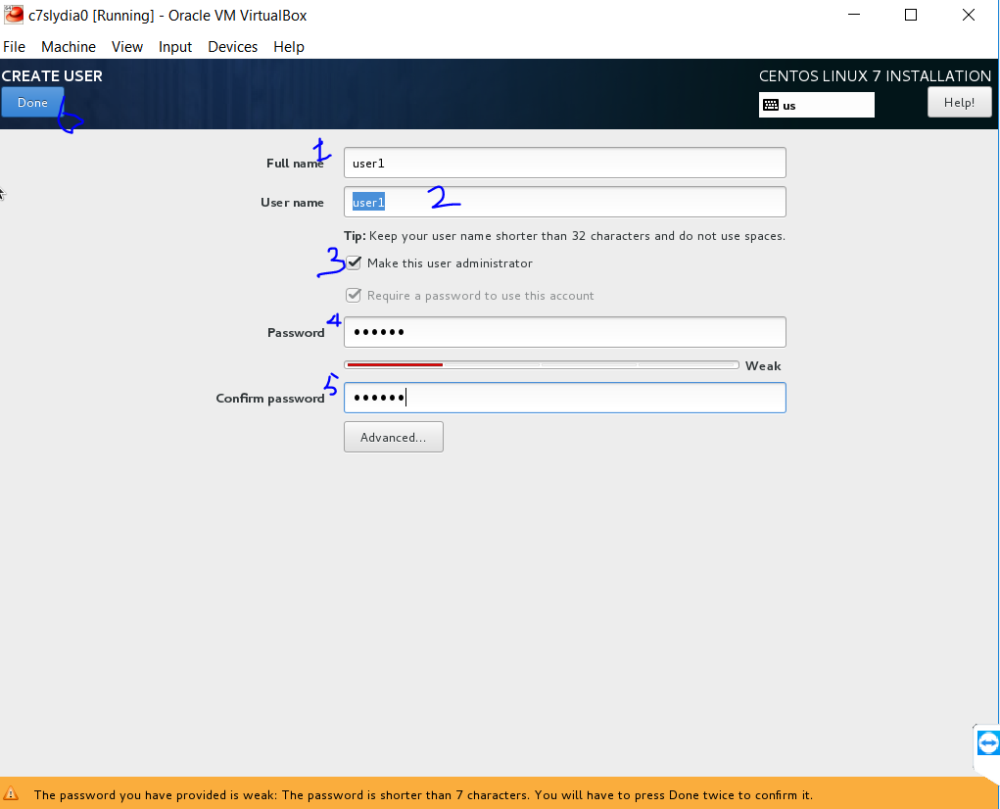 c7slydia0 [Running] - Oracle VM VirtualBox
File Machine View Input Devices Help
CREATE USER
CENTOS LINUX 7 INSTALLATION
Done
6
us
Help!
1
Full name user1
User name user1 2
Tip: Keep your user name shorter than 32 characters and do not use spaces.
3 Make this user administrator
Require a password to use this account
4
Password ●●●●●●
Weak
5
Confirm password ●●●●●●
Advanced...
The password you have provided is weak: The password is shorter than 7 characters. You will have to press Done twice to confirm it.